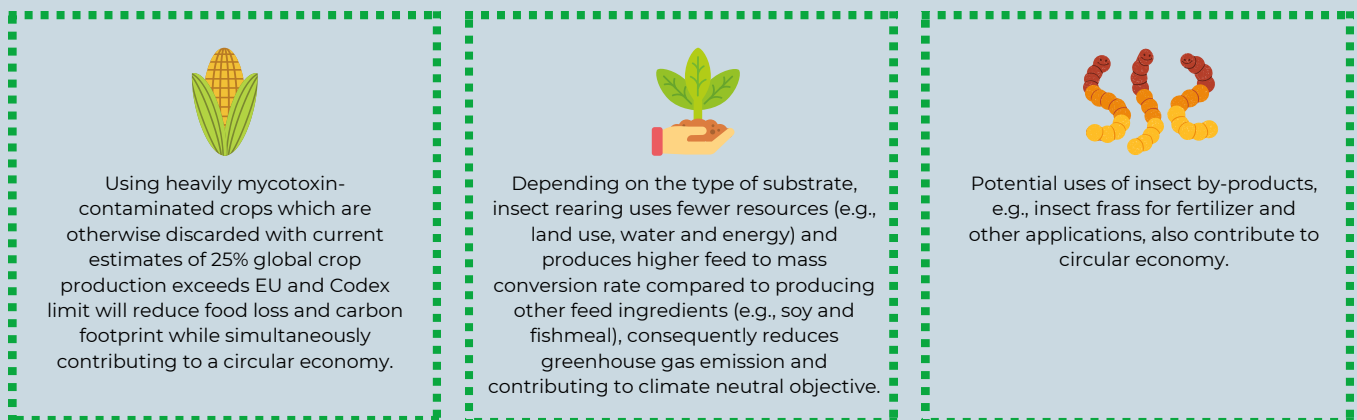 Using heavily mycotoxin-
contaminated crops which are
otherwise discarded with current
estimates of 25% global crop
production exceeds EU and Codex
limit will reduce food loss and carbon
footprint while simultaneously
contributing to a circular economy.
Depending on the type of substrate,
insect rearing uses fewer resources (e.g.,
land use, water and energy) and
produces higher feed to mass
conversion rate compared to producing
other feed ingredients (e.g., soy and
fishmeal), consequently reduces
greenhouse gas emission and
contributing to climate neutral objective.
Potential uses of insect by-products,
e.g., insect frass for fertilizer and
other applications, also contribute to
circular economy.